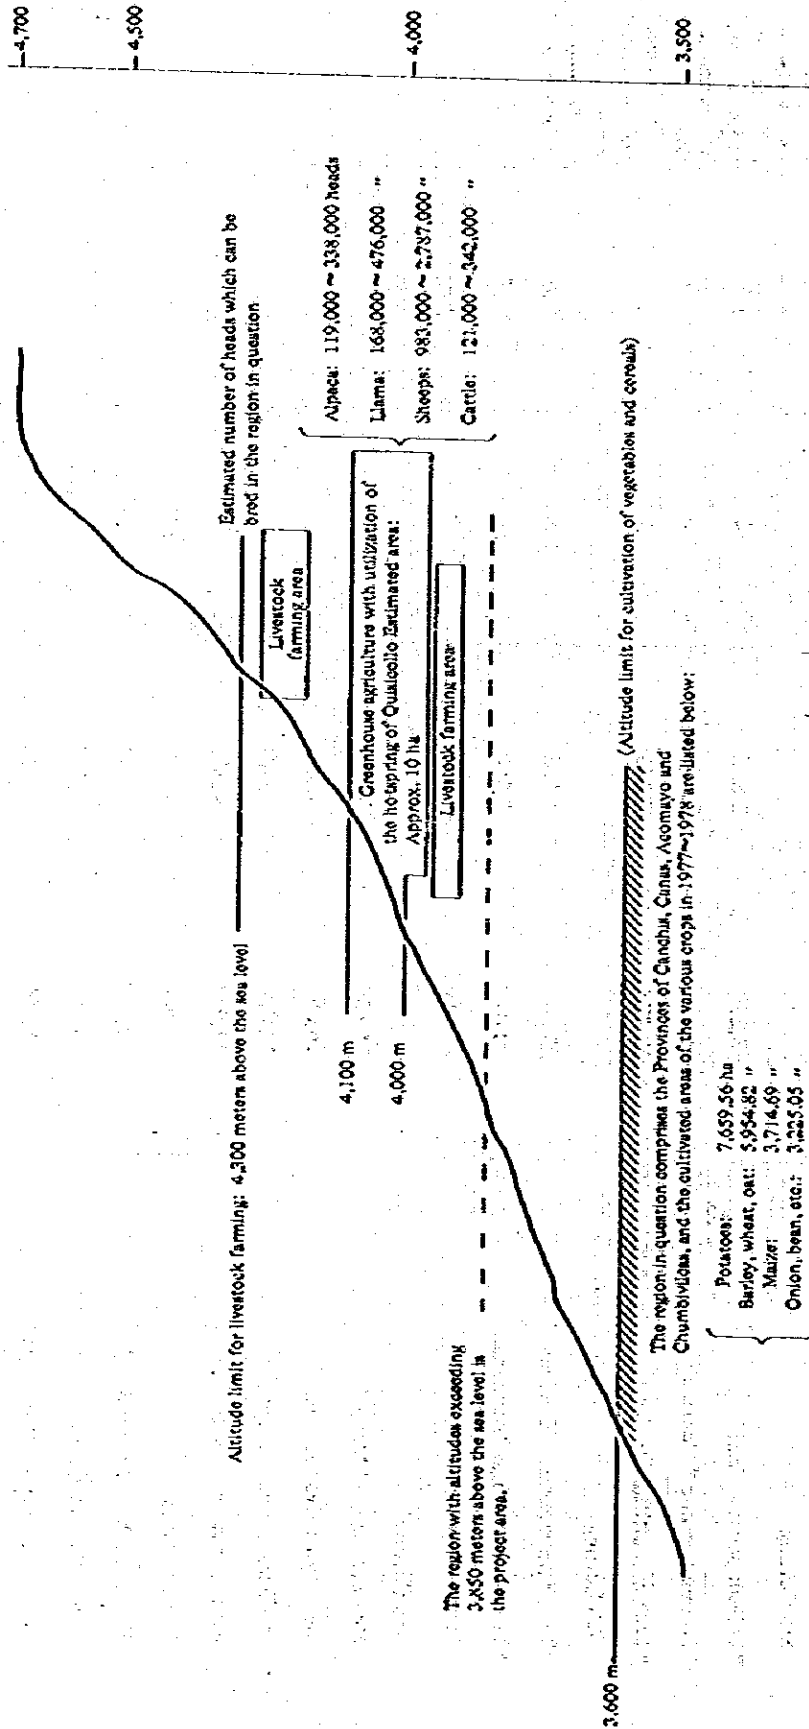 4,700
4,500
4,000
3,500
Altitude limit for livestock farming: 4,300 meters above the sea level
Estimated number of heads which can be
bred in the region in question
Livestock
farming area
Alpaca: 119,000 ~ 338,000 heads
Llama: 168,000 ~ 476,000 "
Sheeps: 983,000 ~ 2,787,000 "
Cattle: 121,000 ~ 342,000 "
4,100 m
Greenhouse agriculture with utilization of
the hotspring of Estimated area:
Approx. 10 ha
4,000 m
Livestock farming area
The region with altitudes exceeding
3,850 meters above the sea level is
the project area.
3,600 m
(Altitude limit for cultivation of vegetables and cereals)
The region in question comprises the Provinces of Canchis, Canas, Acomayo and
Chumbivilcas, and the cultivated areas of the various crops in 1977~1978 are listed below:
Potatoes: 7,659.56 ha
Barley, wheat, oat: 5,954.82 "
Maize: 3,714.69 "
Onion, bean, etc.: 3,225.05 "